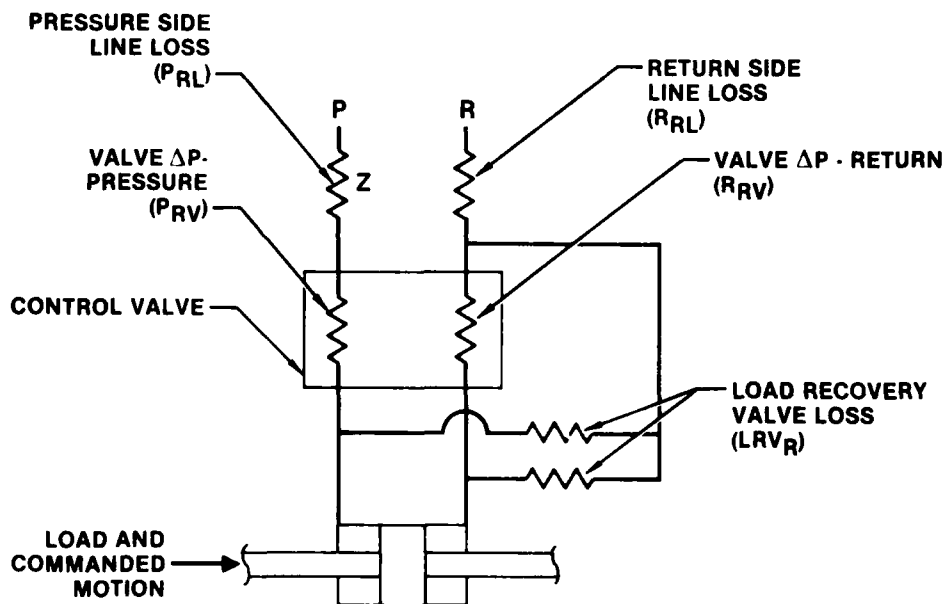 PRESSURE SIDE
LINE LOSS
(PRL)
P
R
RETURN SIDE
LINE LOSS
(RRL)
VALVE ΔP-
PRESSURE
(PRV)
Z
VALVE ΔP - RETURN
(RRV)
CONTROL VALVE
LOAD RECOVERY
VALVE LOSS
(LRVR)
LOAD AND
COMMANDED
MOTION